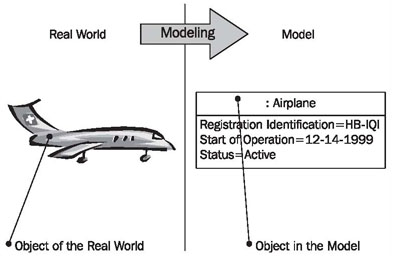 Real World
Modeling
Model
: Airplane
Registration Identification=HB-IQI
Start of Operation=12-14-1999
Status=Active
Object of the Real World
Object in the Model